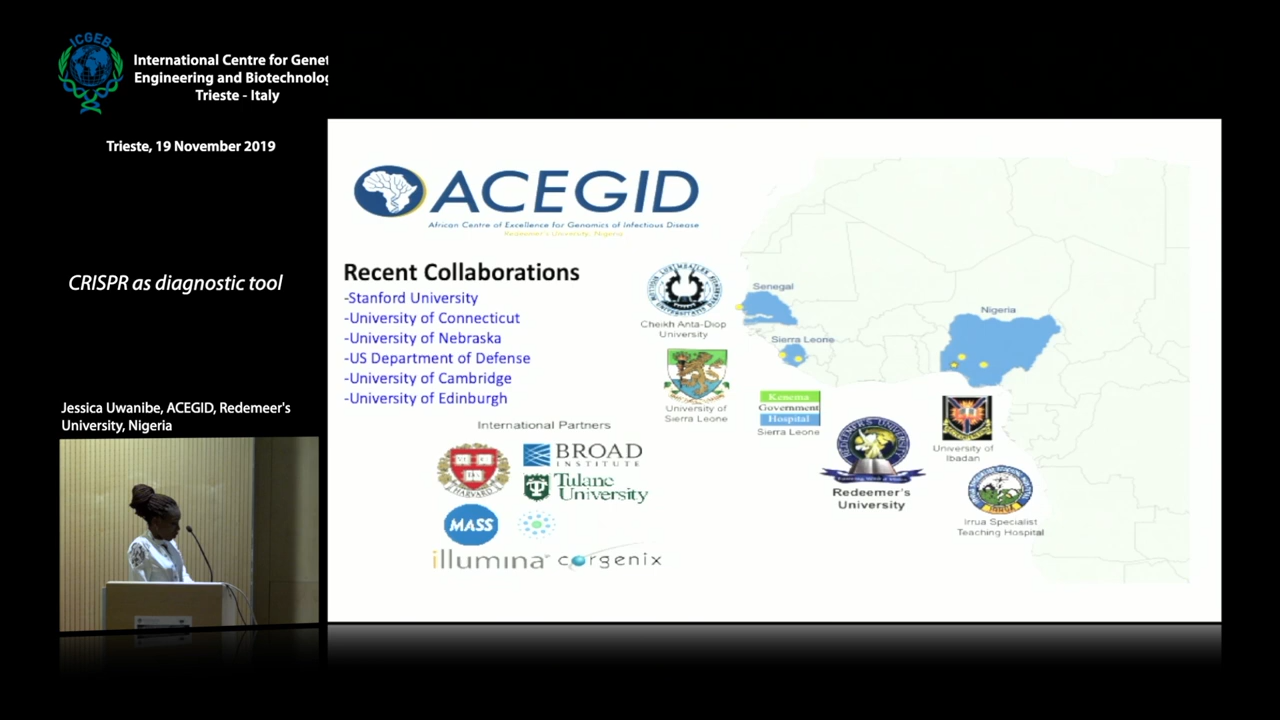 ICGEB
International Centre for Genet
Engineering and Biotechnolog
Trieste - Italy
Trieste, 19 November 2019
CRISPR as diagnostic tool
Jessica Uwanibe, ACEGID, Redemeer's
University, Nigeria
ACEGID
African Centre of Excellence for Genomics of Infectious Disease
Redeemer's University, Nigeria
Recent Collaborations
-Stanford University
-University of Connecticut
-University of Nebraska
-US Department of Defense
-University of Cambridge
-University of Edinburgh
International Partners
HARVARD
BROAD
INSTITUTE
Tulane
University
MASS
illumina
corgenix
Senegal
Cheikh Anta-Diop
University
Sierra Leone
University of
Sierra Leone
Kenema
Government
Hospital
Sierra Leone
Nigeria
REDEEMER'S UNIVERSITY
Redeemer's
University
University of
Ibadan
Irrua Specialist
Teaching Hospital